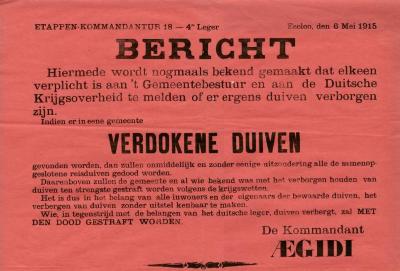 ETAPPEN-KOMMANDANTUR 18 — 4e Leger Eecloo, den 6 Mei 1915
BERICHT
Hiermede wordt nogmaals bekend gemaakt dat elkeen
verplicht is aan 't Gemeentebestuur en aan de Duitsche
Krijgsoverheid te melden of er ergens duiven verborgen
zijn.
Indien er in eene gemeente
VERDOKENE DUIVEN
gevonden worden, dan zullen onmiddellijk en zonder eenige uitzondering alle de samenop-
geslotene reisduiven gedood worden.
Daarenboven zullen de gemeente en al wie bekend was met het verborgen houden van
duiven ten strengste gestraft worden volgens de krijgswetten.
Het is dus in het belang van alle inwoners en der eigenaars der bewaarde duiven, het
verbergen van duiven zonder uitstel kenbaar te maken.
Wie, in tegenstrijd met de belangen van het duitsche leger, duiven verbergt, zal MET
DEN DOOD GESTRAFT WORDEN.
De Kommandant
ÆGIDI